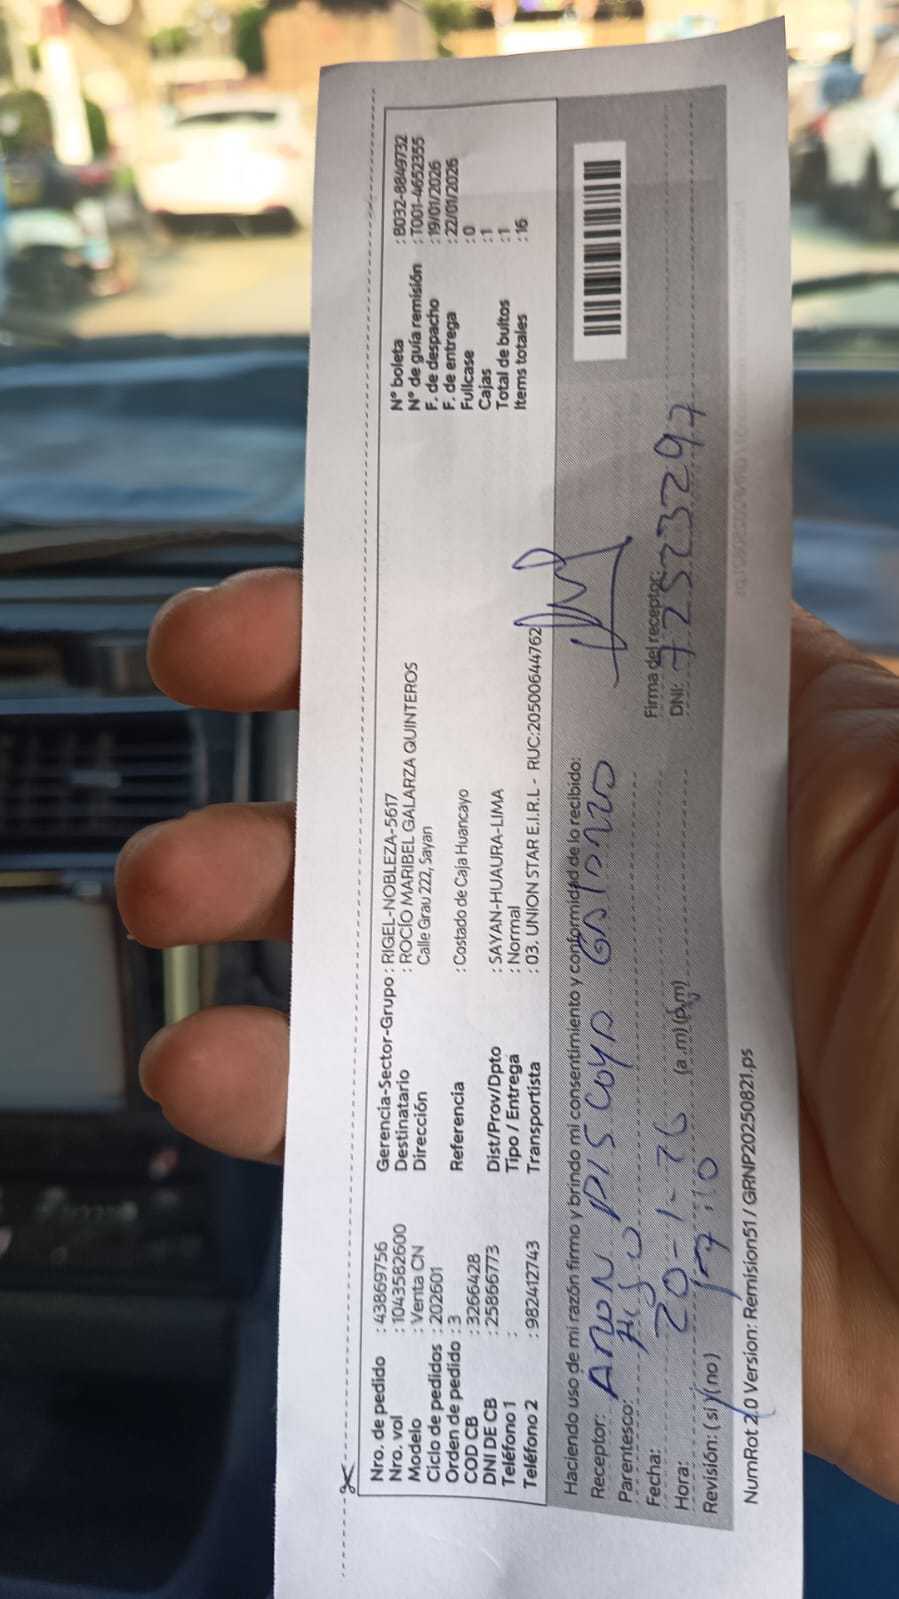 Nro. de pedido : 43869756
Nro. vol : 1043582600
Modelo : Venta CN
Ciclo de pedidos : 202601
Orden de pedido : 3
COD CB : 3266428
DNI DE CB : 25866773
Teléfono 1 :
Teléfono 2 : 982412743
Gerencia-Sector-Grupo : RIGEL-NOBLEZA-5617
Destinatario : ROCÍO MARIBEL GALARZA QUINTEROS
Dirección Calle Grau 222, Sayan
Referencia : Costado de Caja Huancayo
Dist/Prov/Dpto : SAYAN-HUAURA-LIMA
Tipo / Entrega : Normal
Transportista : 03. UNION STAR E.I.R.L - RUC:20500644762
N° boleta : B032-8849732
N° de guía remisión : T001-4652355
F. de despacho : 19/01/2026
F. de entrega : 22/01/2026
Fullcase : 0
Cajas : 1
Total de bultos : 1
Items totales : 16
Haciendo uso de mi razón firmo y brindo mi consentimiento y conformidad de lo recibido:
Receptor: PISCOYA
Parentesco: HIJO
Fecha: 20-1-26
Hora: 17:10 (a.m) (p.m)
Revisión: (si) (no)
Firma del receptor:
DNI: 72523297
NumRot 2.0 Version: Remision51 / GRNP20250821.ps